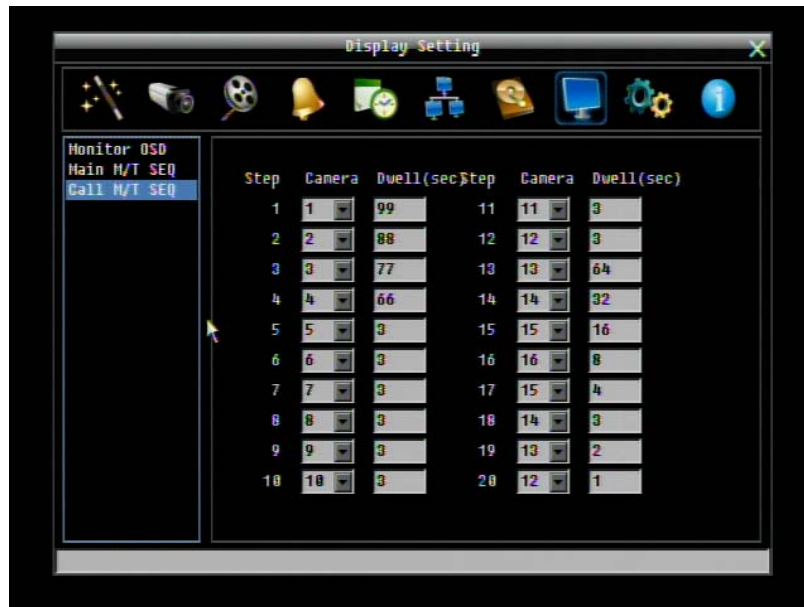 Display Setting
X
Monitor OSD
Main M/T SEQ
Call M/T SEQ
Step Camera Dwell(sec) Step Camera Dwell(sec)
1 1 99 11 11 3
2 2 88 12 12 3
3 3 77 13 13 64
4 4 66 14 14 32
5 5 3 15 15 16
6 6 3 16 16 8
7 7 3 17 15 4
8 8 3 18 14 3
9 9 3 19 13 2
10 10 3 20 12 1